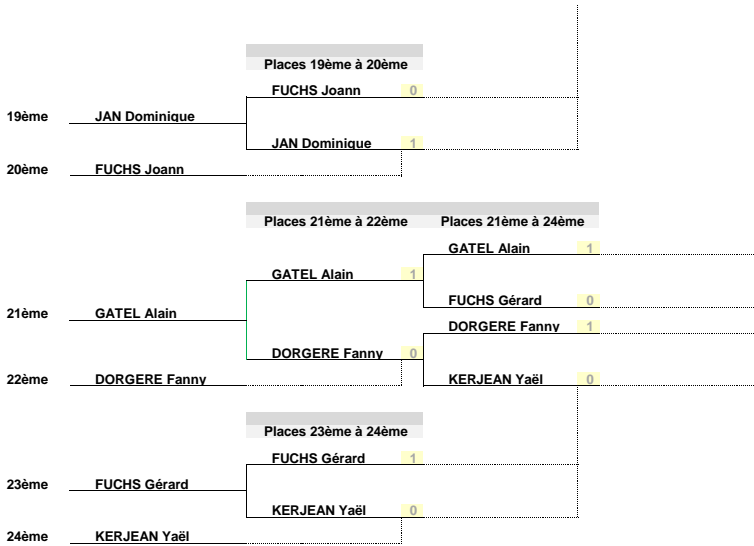 Places 19ème à 20ème
FUCHS Joann 0
19ème JAN Dominique
JAN Dominique 1
20ème FUCHS Joann
Places 21ème à 22ème Places 21ème à 24ème
GATEL Alain 1
GATEL Alain 1
FUCHS Gérard 0
21ème GATEL Alain
DORGERE Fanny 1
DORGERE Fanny 0
22ème DORGERE Fanny
KERJEAN Yaël 0
Places 23ème à 24ème
FUCHS Gérard 1
23ème FUCHS Gérard
KERJEAN Yaël 0
24ème KERJEAN Yaël